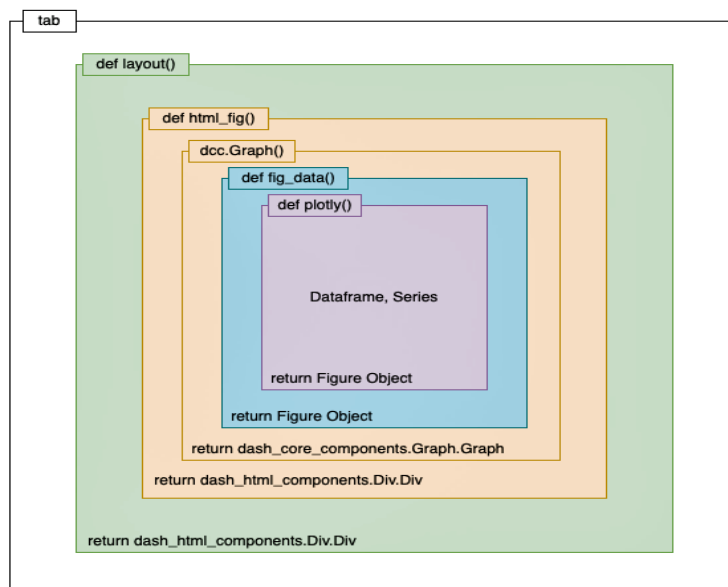 tab
def layout()
def html_fig()
dcc.Graph()
def fig_data()
def plotly()
Dataframe, Series
return Figure Object
return Figure Object
return dash_core_components.Graph.Graph
return dash_html_components.Div.Div
return dash_html_components.Div.Div